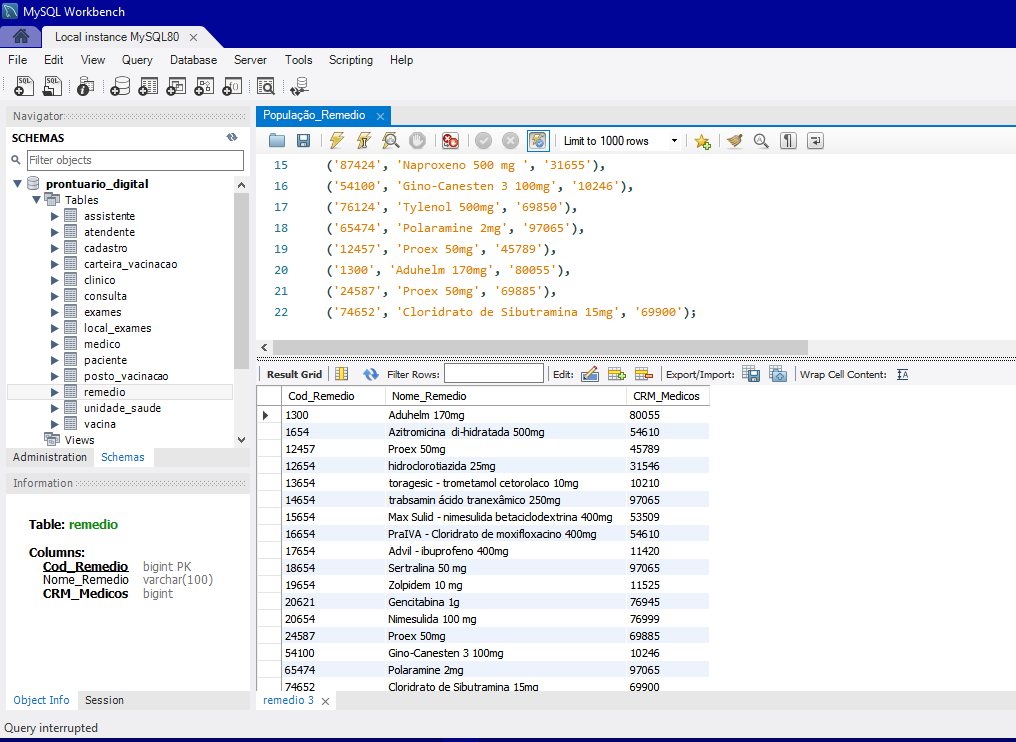 MySQL Workbench
Local instance MySQL80
File Edit View Query Database Server Tools Scripting Help
Navigator
SCHEMAS
Filter objects
prontuario_digital
Tables
assistente
atendente
cadastro
carteira_vacinacao
clinico
consulta
exames
local_exames
medico
paciente
posto_vacinacao
remedio
unidade_saude
vacina
Views
Administration Schemas
Information
Table: remedio
Columns:
Cod_Remedio bigint PK
Nome_Remedio varchar(100)
CRM_Medicos bigint
Object Info Session
Query interrupted
População_Remedio
Limit to 1000 rows
15 ('87424', 'Naproxeno 500 mg ', '31655'),
16 ('54100', 'Gino-Canesten 3 100mg', '10246'),
17 ('76124', 'Tylenol 500mg', '69850'),
18 ('65474', 'Polaramine 2mg', '97065'),
19 ('12457', 'Proex 50mg', '45789'),
20 ('1300', 'Aduhelm 170mg', '80055'),
21 ('24587', 'Proex 50mg', '69885'),
22 ('74652', 'Cloridrato de Sibutramina 15mg', '69900');
Result Grid Filter Rows: Edit: Export/Import: Wrap Cell Content:
Cod_Remedio Nome_Remedio CRM_Medicos
1300 Aduhelm 170mg 80055
1654 Azitromicina  di-hidratada 500mg 54610
12457 Proex 50mg 45789
12654 hidroclorotiazida 25mg 31546
13654 toragesic - trometamol cetorolaco 10mg 10210
14654 trabsamin ácido tranexâmico 250mg 97065
15654 Max Sulid - nimesulida betaciclodextrina 400mg 53509
16654 PraIVA - Cloridrato de moxifloxacino 400mg 54610
17654 Advil - ibuprofeno 400mg 11420
18654 Sertralina 50 mg 97065
19654 Zolpidem 10 mg 11525
20621 Gencitabina 1g 76945
20654 Nimesulida 100 mg 76999
24587 Proex 50mg 69885
54100 Gino-Canesten 3 100mg 10246
65474 Polaramine 2mg 97065
74652 Cloridrato de Sibutramina 15mg 69900
remedio 3